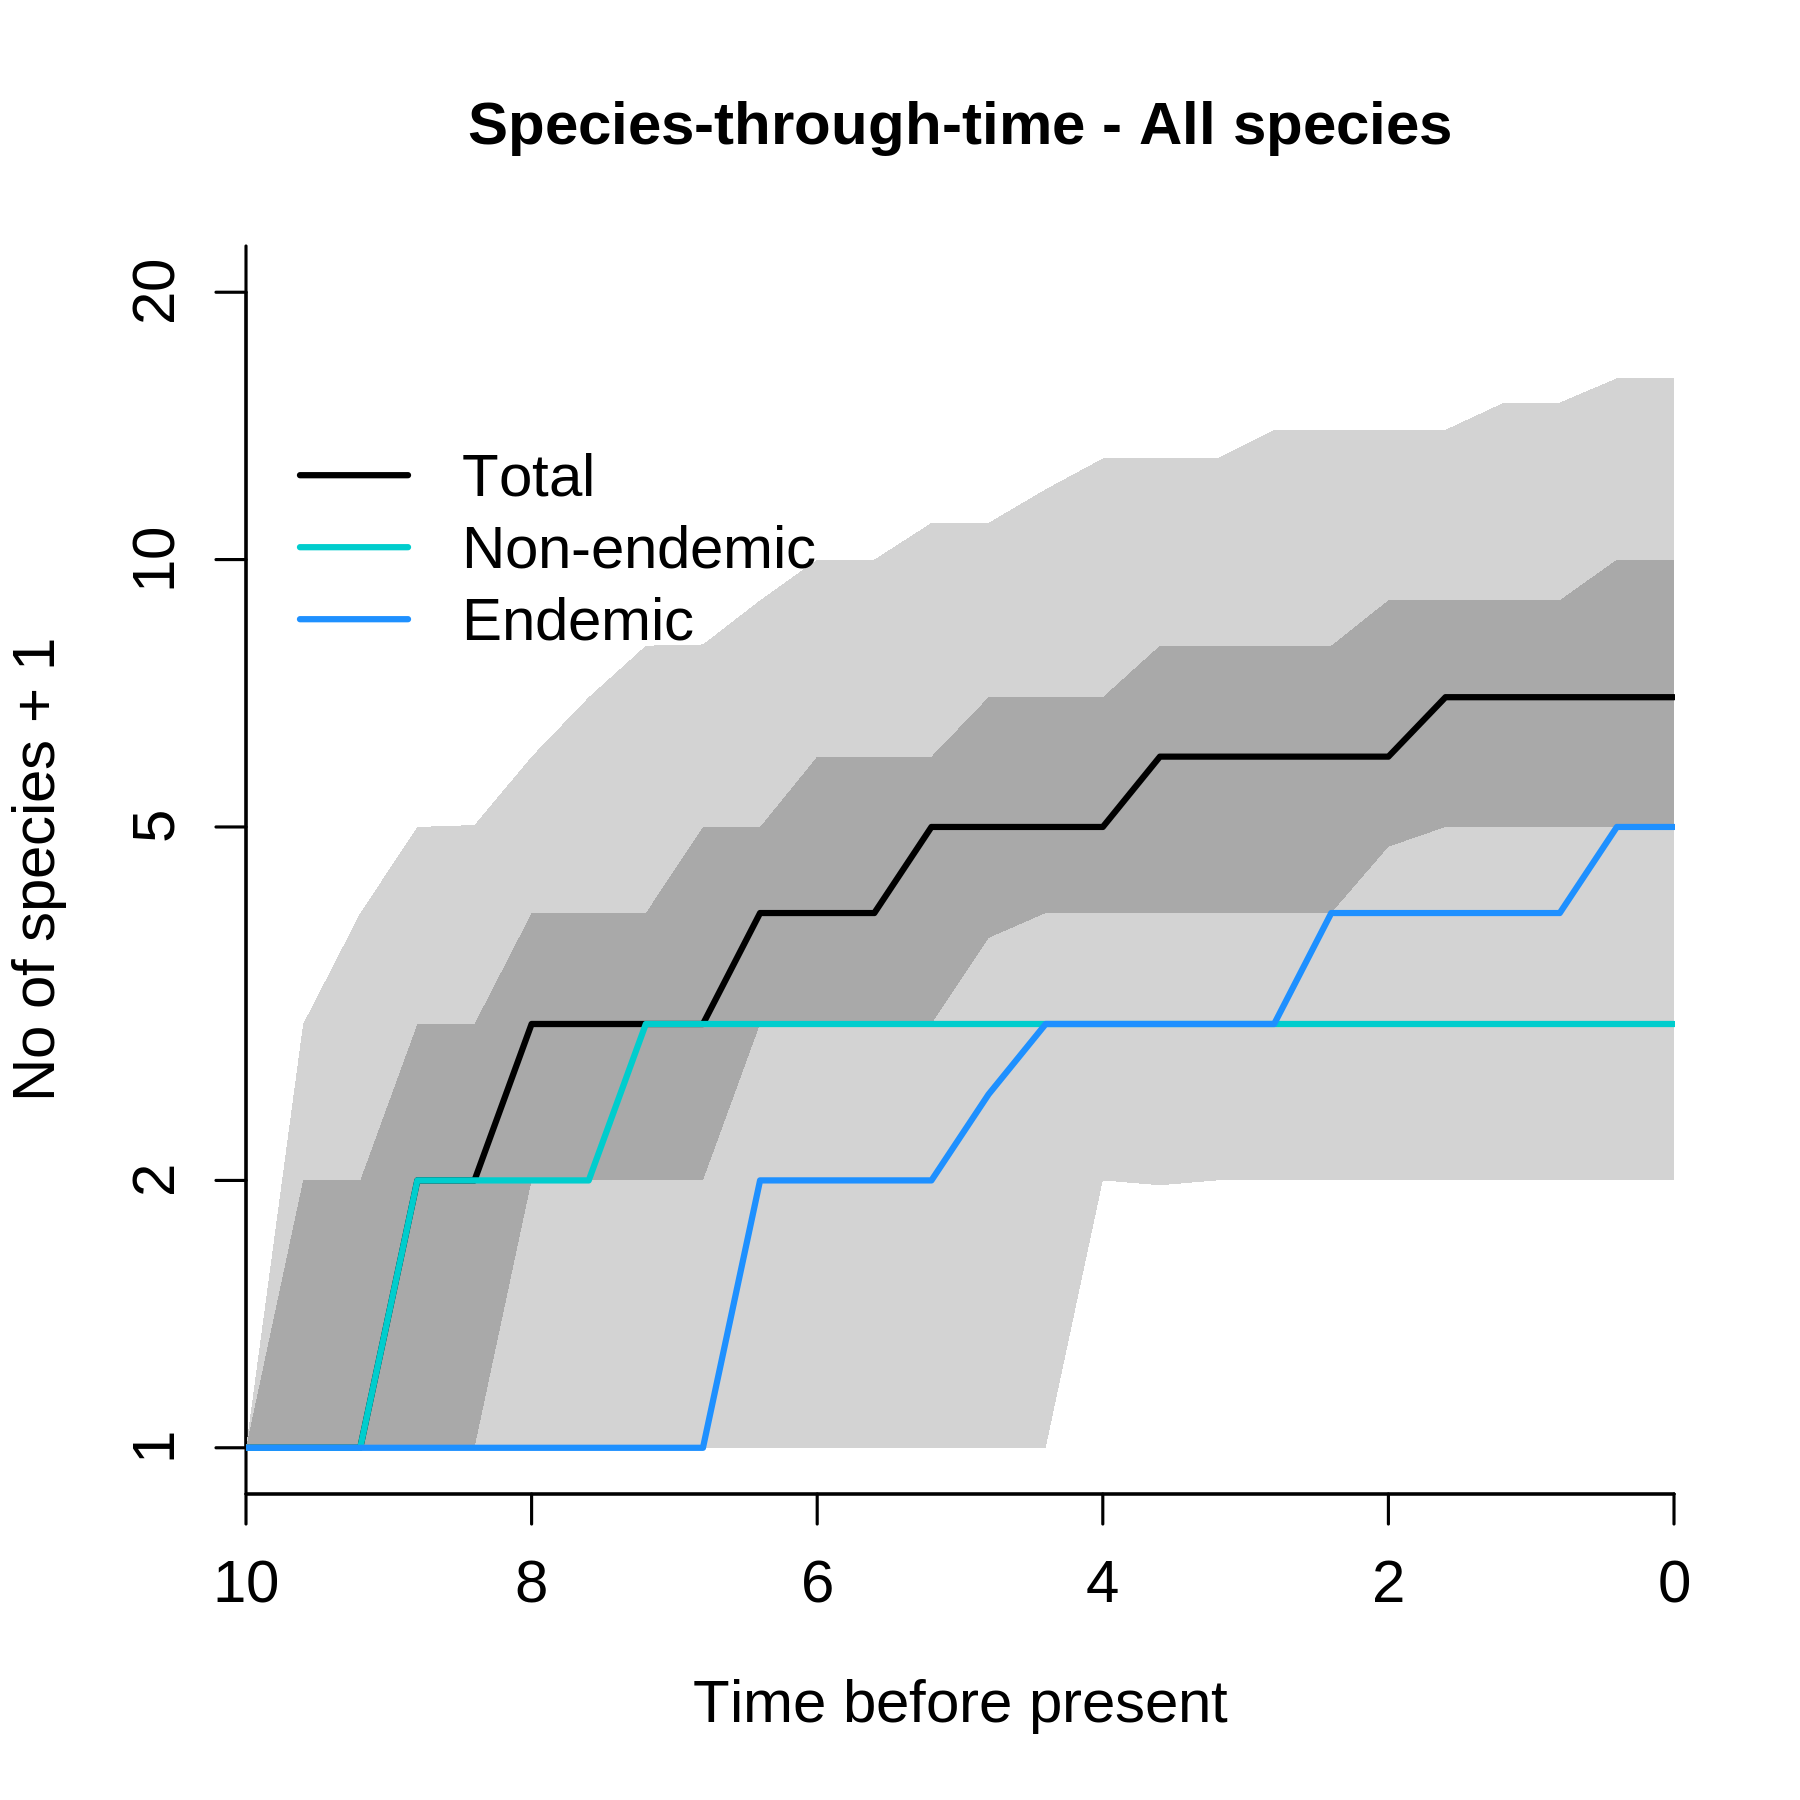 Species-through-time - All species
20
10
5
2
1
No of species + 1
Total
Non-endemic
Endemic
10 8 6 4 2 0
Time before present